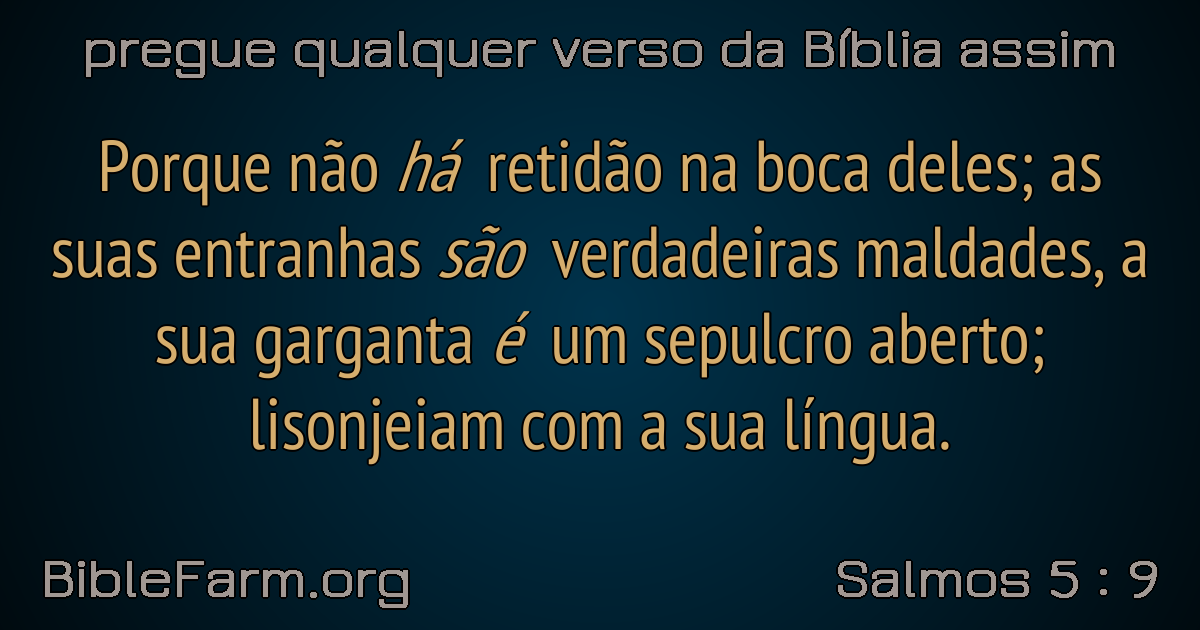 pregue qualquer verso da Bíblia assim
Porque não há retidão na boca deles; as
suas entranhas são verdadeiras maldades, a
sua garganta é um sepulcro aberto;
lisonjeiam com a sua língua.
BibleFarm.org
Salmos 5 : 9